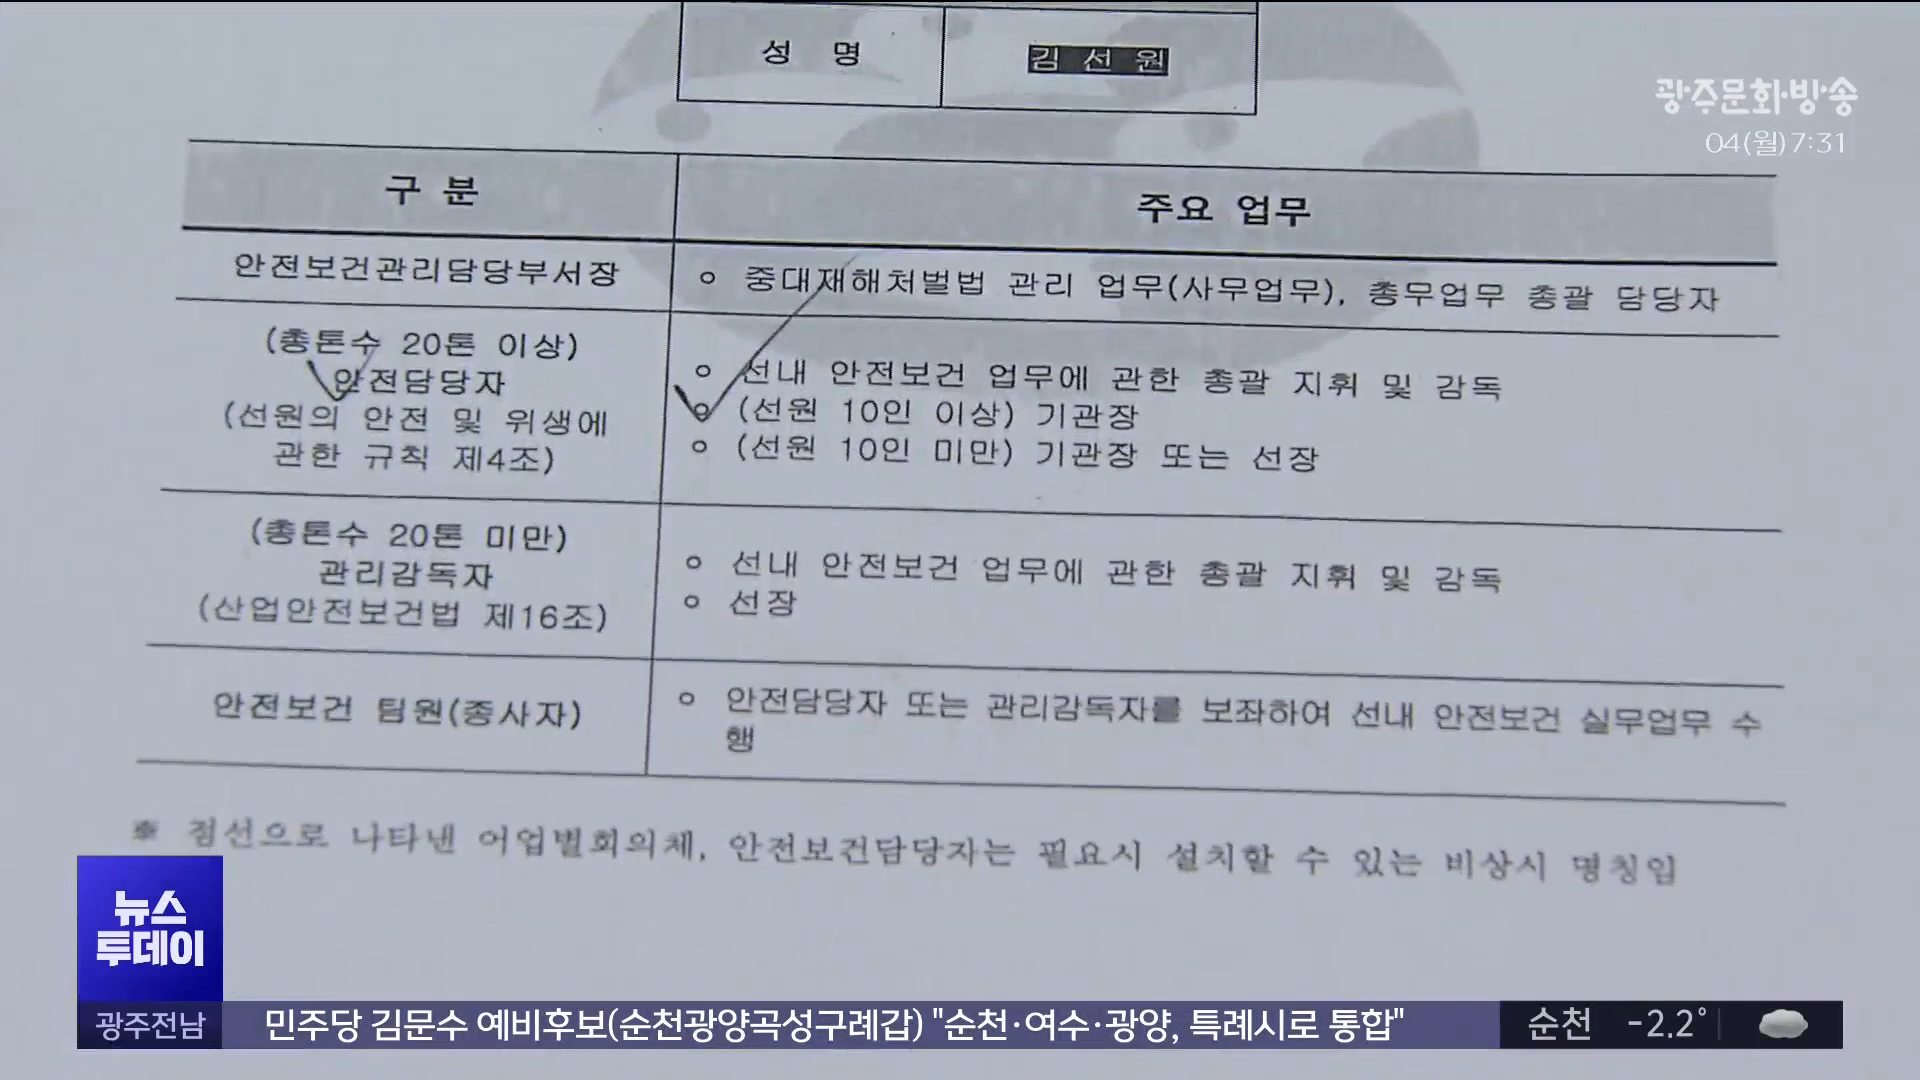 성 명
김 선 원
광주문화방송
04(월) 7:31
구 분
주요 업무
안전보건관리담당부서장
○ 중대재해처벌법 관리 업무(사무업무), 총무업무 총괄 담당자
(총톤수 20톤 이상)
안전담당자
(선원의 안전 및 위생에
관한 규칙 제4조)
○ 선내 안전보건 업무에 관한 총괄 지휘 및 감독
○ (선원 10인 이상) 기관장
○ (선원 10인 미만) 기관장 또는 선장
(총톤수 20톤 미만)
관리감독자
(산업안전보건법 제16조)
○ 선내 안전보건 업무에 관한 총괄 지휘 및 감독
○ 선장
안전보건 팀원(종사자)
○ 안전담당자 또는 관리감독자를 보좌하여 선내 안전보건 실무업무 수
행
※ 점선으로 나타낸 어업별회의체, 안전보건담당자는 필요시 설치할 수 있는 비상시 명칭임
뉴스
투데이
광주전남
민주당 김문수 예비후보(순천광양곡성구례갑) "순천·여수·광양, 특례시로 통합"
순천 -2.2°